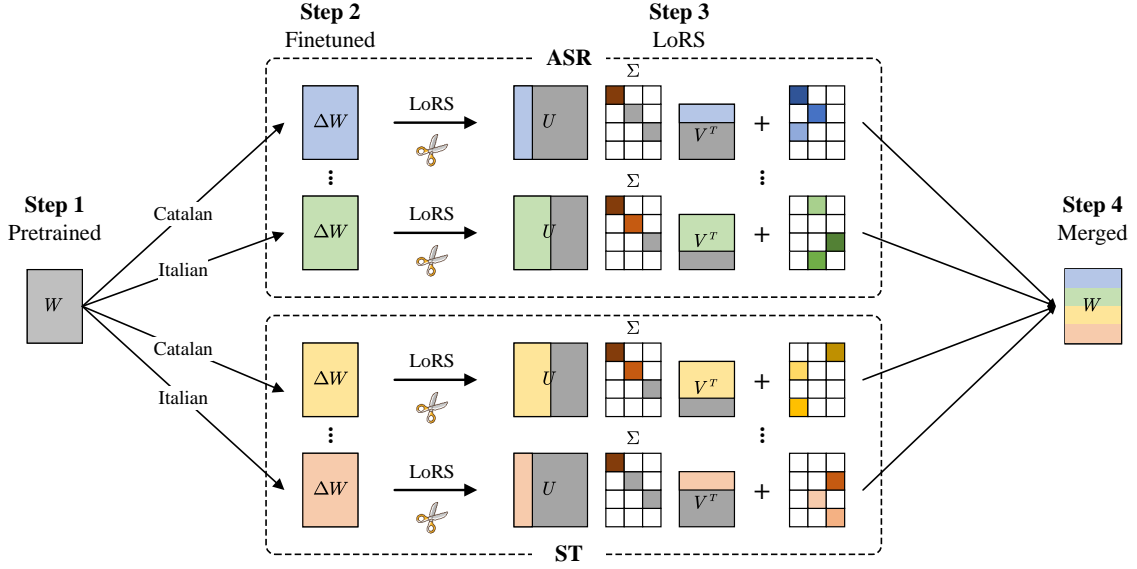 Step 1
Pretrained
W
Catalan
Italian
Catalan
Italian
Step 2
Finetuned
Step 3
LoRS
ASR
ΔW
LoRS
U
Σ
V^T
+
⋮
⋮
ΔW
LoRS
U
Σ
V^T
+
ΔW
LoRS
U
Σ
V^T
+
⋮
⋮
ΔW
LoRS
U
Σ
V^T
+
ST
Step 4
Merged
W